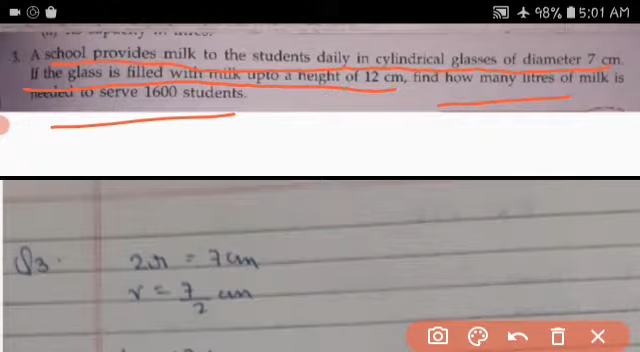 98% 5:01 AM
3. A school provides milk to the students daily in cylindrical glasses of diameter 7 cm.
If the glass is filled with milk upto a height of 12 cm, find how many litres of milk is
needed to serve 1600 students.
Q3. 2r = 7cm
r = 7/2 cm